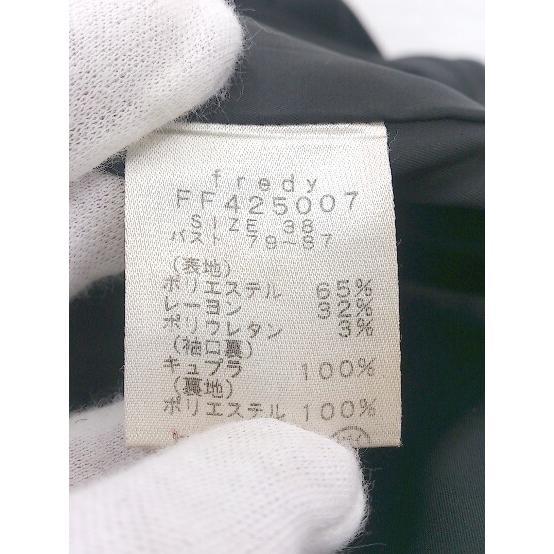 fredy
FF425007
SIZE 38
バスト 79～87
(表地)
ポリエステル 65%
レーヨン 32%
ポリウレタン 3%
(袖口裏)
キュプラ 100%
(裏地)
ポリエステル 100%